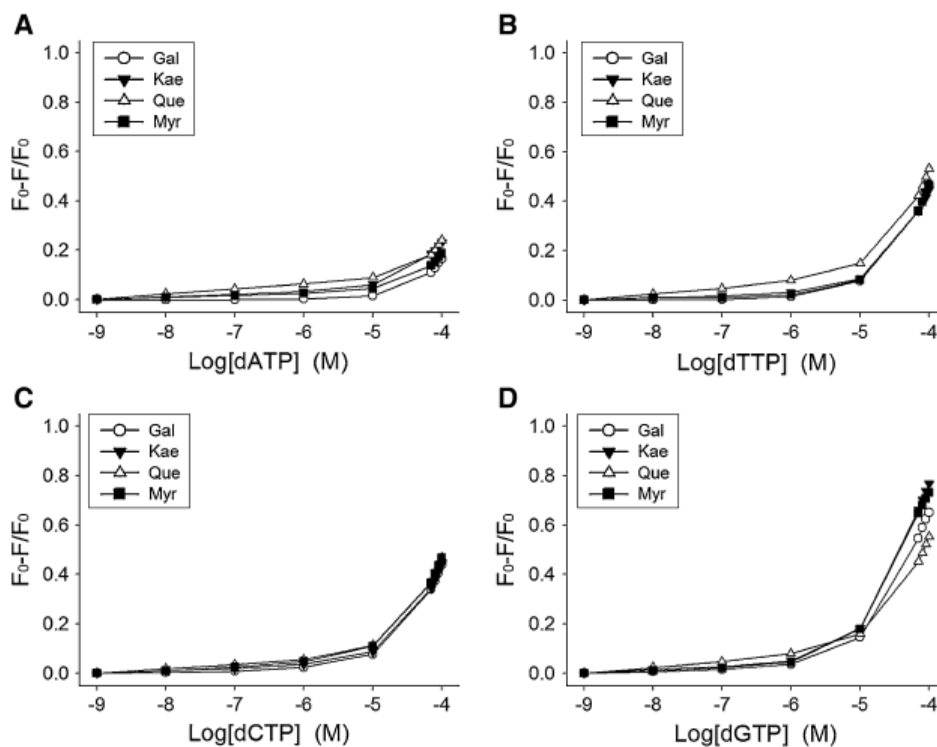 A
1.0
0.8
0.6
0.4
0.2
0.0
F₀-F/F₀
Gal
Kae
Que
Myr
-9 -8 -7 -6 -5 -4
Log[dATP] (M)
B
1.0
0.8
0.6
0.4
0.2
0.0
F₀-F/F₀
Gal
Kae
Que
Myr
-9 -8 -7 -6 -5 -4
Log[dTTP] (M)
C
1.0
0.8
0.6
0.4
0.2
0.0
F₀-F/F₀
Gal
Kae
Que
Myr
-9 -8 -7 -6 -5 -4
Log[dCTP] (M)
D
1.0
0.8
0.6
0.4
0.2
0.0
F₀-F/F₀
Gal
Kae
Que
Myr
-9 -8 -7 -6 -5 -4
Log[dGTP] (M)